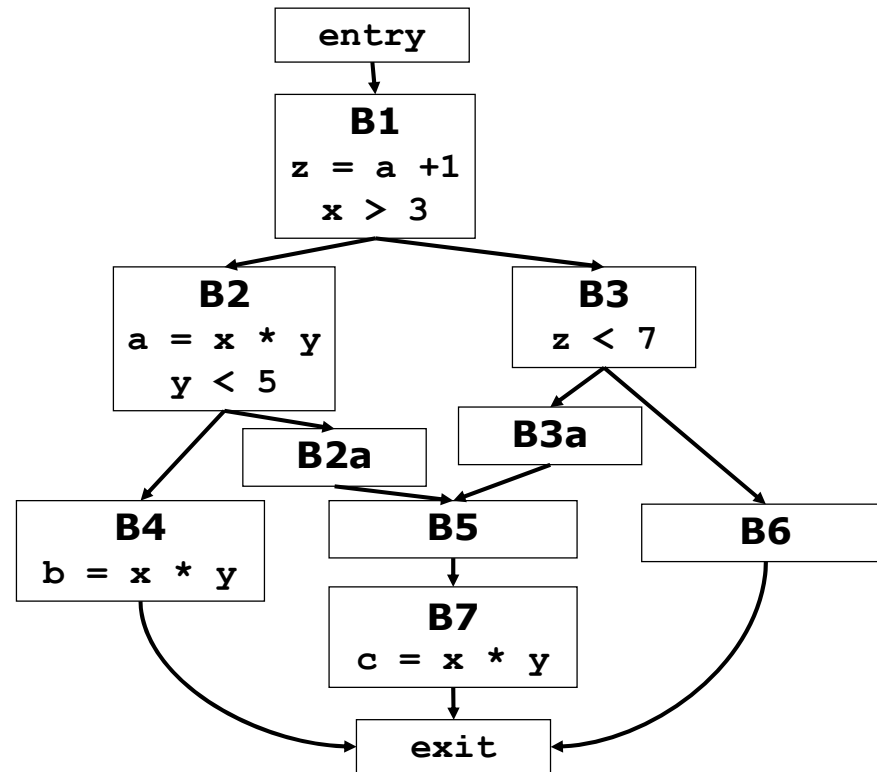 entry
B1
z = a +1
x > 3
B2
a = x * y
y < 5
B3
z < 7
B2a
B3a
B4
b = x * y
B5
B6
B7
c = x * y
exit